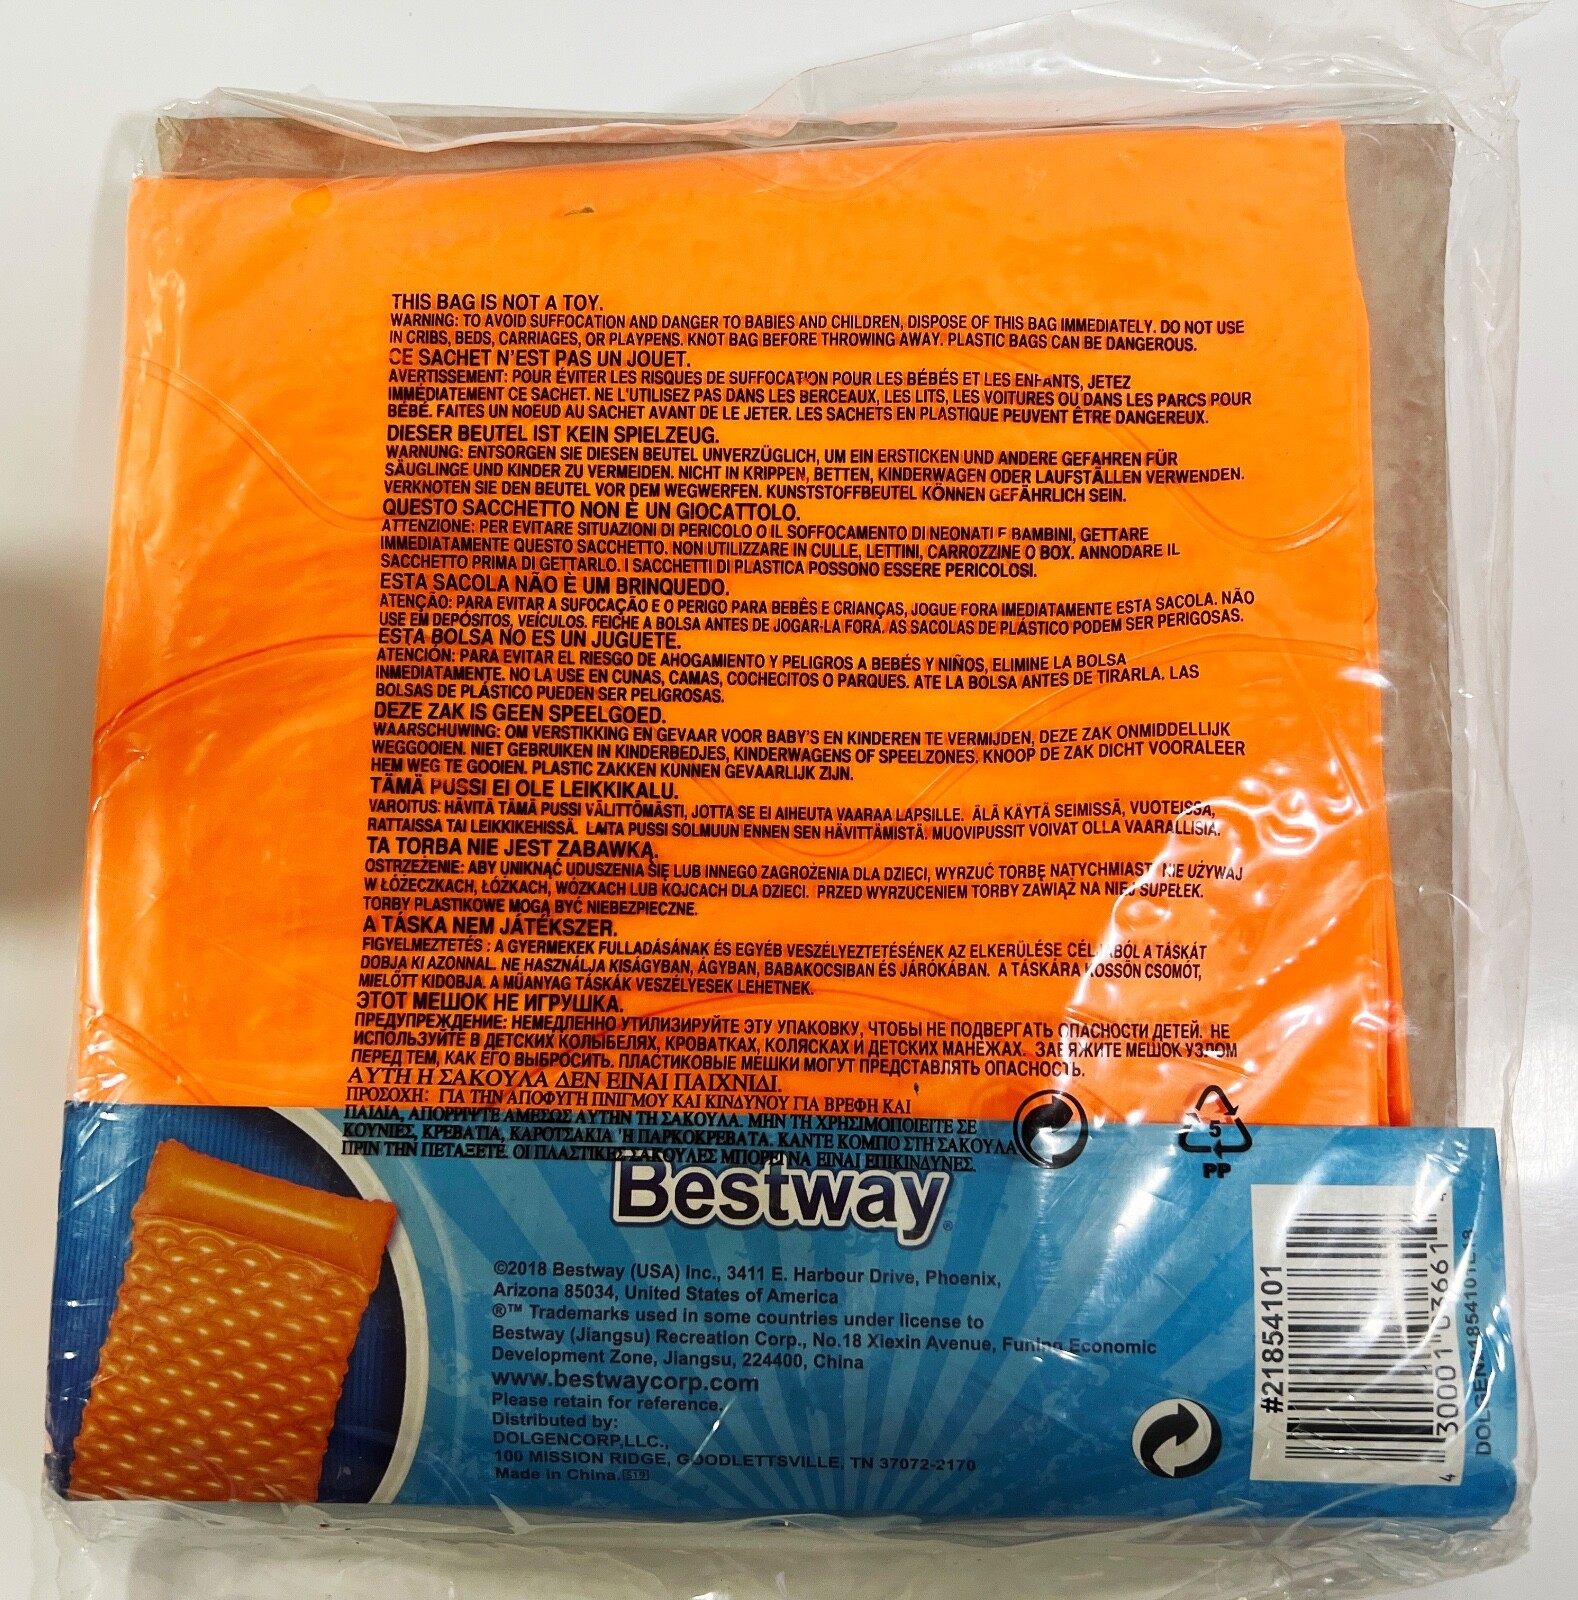 THIS BAG IS NOT A TOY.
WARNING: TO AVOID SUFFOCATION AND DANGER TO BABIES AND CHILDREN, DISPOSE OF THIS BAG IMMEDIATELY. DO NOT USE
IN CRIBS, BEDS, CARRIAGES, OR PLAYPENS. KNOT BAG BEFORE THROWING AWAY. PLASTIC BAGS CAN BE DANGEROUS.
CE SACHET N'EST PAS UN JOUET.
AVERTISSEMENT: POUR ÉVITER LES RISQUES DE SUFFOCATION POUR LES BÉBÉS ET LES ENFANTS, JETEZ
IMMÉDIATEMENT CE SACHET. NE L'UTILISEZ PAS DANS LES BERCEAUX, LES LITS, LES VOITURES OU DANS LES PARCS POUR
BÉBÉ. FAITES UN NOEUD AU SACHET AVANT DE LE JETER. LES SACHETS EN PLASTIQUE PEUVENT ÊTRE DANGEREUX.
DIESER BEUTEL IST KEIN SPIELZEUG.
WARNUNG: ENTSORGEN SIE DIESEN BEUTEL UNVERZÜGLICH, UM EIN ERSTICKEN UND ANDERE GEFAHREN FÜR
SÄUGLINGE UND KINDER ZU VERMEIDEN. NICHT IN KRIPPEN, BETTEN, KINDERWAGEN ODER LAUFSTÄLLEN VERWENDEN.
VERKNOTEN SIE DEN BEUTEL VOR DEM WEGWERFEN. KUNSTSTOFFBEUTEL KÖNNEN GEFÄHRLICH SEIN.
QUESTO SACCHETTO NON È UN GIOCATTOLO.
ATTENZIONE: PER EVITARE SITUAZIONI DI PERICOLO O IL SOFFOCAMENTO DI NEONATI E BAMBINI, GETTARE
IMMEDIATAMENTE QUESTO SACCHETTO. NON UTILIZZARE IN CULLE, LETTINI, CARROZZINE O BOX. ANNODARE IL
SACCHETTO PRIMA DI GETTARLO. I SACCHETTI DI PLASTICA POSSONO ESSERE PERICOLOSI.
ESTA SACOLA NÃO È UM BRINQUEDO.
ATENÇÃO: PARA EVITAR A SUFOCAÇÃO E O PERIGO PARA BEBÊS E CRIANÇAS, JOGUE FORA IMEDIATAMENTE ESTA SACOLA. NÃO
USE EM DEPÓSITOS, VEÍCULOS. FEICHE A BOLSA ANTES DE JOGAR-LA FORA. AS SACOLAS DE PLÁSTICO PODEM SER PERIGOSAS.
ESTA BOLSA NO ES UN JUGUETE.
ATENCIÓN: PARA EVITAR EL RIESGO DE AHOGAMIENTO Y PELIGROS A BEBÉS Y NIÑOS, ELIMINE LA BOLSA
INMEDIATAMENTE. NO LA USE EN CUNAS, CAMAS, COCHECITOS O PARQUES. ATE LA BOLSA ANTES DE TIRARLA. LAS
BOLSAS DE PLÁSTICO PUEDEN SER PELIGROSAS.
DEZE ZAK IS GEEN SPEELGOED.
WAARSCHUWING: OM VERSTIKKING EN GEVAAR VOOR BABY'S EN KINDEREN TE VERMIJDEN, DEZE ZAK ONMIDDELLIJK
WEGGOOIEN. NIET GEBRUIKEN IN KINDERBEDJES, KINDERWAGENS OF SPEELZONES. KNOOP DE ZAK DICHT VOORALEER
HEM WEG TE GOOIEN. PLASTIC ZAKKEN KUNNEN GEVAARLIJK ZIJN.
TÄMÄ PUSSI EI OLE LEIKKIKALU.
VAROITUS: HÄVITÄ TÄMÄ PUSSI VÄLITTÖMÄSTI, JOTTA SE EI AIHEUTA VAARAA LAPSILLE. ÄLÄ KÄYTÄ SEIMISSÄ, VUOTEISSA,
RATTAISSA TAI LEIKKIKEHISSÄ. LAITA PUSSI SOLMUUN ENNEN SEN HÄVITTÄMISTÄ. MUOVIPUSSIT VOIVAT OLLA VAARALLISIA.
TA TORBA NIE JEST ZABAWKĄ.
OSTRZEŻENIE: ABY UNIKNĄĆ UDUSZENIA SIĘ LUB INNEGO ZAGROŻENIA DLA DZIECI, WYRZUĆ TORBĘ NATYCHMIAST. NIE UŻYWAJ
W ŁÓŻECZKACH, ŁÓŻKACH, WÓZKACH LUB KOJCACH DLA DZIECI. PRZED WYRZUCENIEM TORBY ZAWIĄŻ NA NIEJ SUPEŁEK.
TORBY PLASTIKOWE MOGĄ BYĆ NIEBEZPIECZNE.
A TÁSKA NEM JÁTÉKSZER.
FIGYELMEZTETÉS : A GYERMEKEK FULLADÁSÁNAK ÉS EGYÉB VESZÉLYEZTETÉSÉNEK AZ ELKERÜLÉSE CÉLJÁBÓL A TÁSKÁT
DOBJA KI AZONNAL. NE HASZNÁLJA KISÁGYBAN, ÁGYBAN, BABAKOCSIBAN ÉS JÁRÓKÁBAN. A TÁSKÁRA KOSSÖN CSOMÓT,
MIELŐTT KIDOBJA. A MŰANYAG TÁSKÁK VESZÉLYESEK LEHETNEK.
ЭТОТ МЕШОК НЕ ИГРУШКА.
ПРЕДУПРЕЖДЕНИЕ: НЕМЕДЛЕННО УТИЛИЗИРУЙТЕ ЭТУ УПАКОВКУ, ЧТОБЫ НЕ ПОДВЕРГАТЬ ОПАСНОСТИ ДЕТЕЙ. НЕ
ИСПОЛЬЗУЙТЕ В ДЕТСКИХ КОЛЫБЕЛЯХ, КРОВАТКАХ, КОЛЯСКАХ И ДЕТСКИХ МАНЕЖАХ. ЗАВЯЖИТЕ МЕШОК УЗЛОМ
ПЕРЕД ТЕМ, КАК ЕГО ВЫБРОСИТЬ. ПЛАСТИКОВЫЕ МЕШКИ МОГУТ ПРЕДСТАВЛЯТЬ ОПАСНОСТЬ.
ΑΥΤΗ Η ΣΑΚΟΥΛΑ ΔΕΝ ΕΙΝΑΙ ΠΑΙΧΝΙΔΙ.
ΠΡΟΣΟΧΗ: ΓΙΑ ΤΗΝ ΑΠΟΦΥΓΗ ΠΝΙΓΜΟΥ ΚΑΙ ΚΙΝΔΥΝΟΥ ΓΙΑ ΒΡΕΦΗ ΚΑΙ
ΠΑΙΔΙΑ, ΑΠΟΡΡΙΨΤΕ ΑΜΕΣΩΣ ΑΥΤΗΝ ΤΗ ΣΑΚΟΥΛΑ. ΜΗΝ ΤΗ ΧΡΗΣΙΜΟΠΟΙΕΙΤΕ ΣΕ
ΚΟΥΝΙΕΣ, ΚΡΕΒΑΤΙΑ, ΚΑΡΟΤΣΑΚΙΑ Ή ΠΑΡΚΟΚΡΕΒΑΤΑ. ΚΑΝΤΕ ΚΟΜΠΟ ΣΤΗ ΣΑΚΟΥΛΑ
ΠΡΙΝ ΤΗΝ ΠΕΤΑΞΕΤΕ. ΟΙ ΠΛΑΣΤΙΚΕΣ ΣΑΚΟΥΛΕΣ ΜΠΟΡΕΙ ΝΑ ΕΙΝΑΙ ΕΠΙΚΙΝΔΥΝΕΣ.
5
PP
Bestway®
©2018 Bestway (USA) Inc., 3411 E. Harbour Drive, Phoenix,
Arizona 85034, United States of America
®™ Trademarks used in some countries under license to
Bestway (Jiangsu) Recreation Corp., No.18 Xiexin Avenue, Funing Economic
Development Zone, Jiangsu, 224400, China
www.bestwaycorp.com
Please retain for reference.
Distributed by:
DOLGENCORP,LLC.,
100 MISSION RIDGE, GOODLETTSVILLE, TN 37072-2170
Made in China. S19
#21854101
4 30001 03661 4